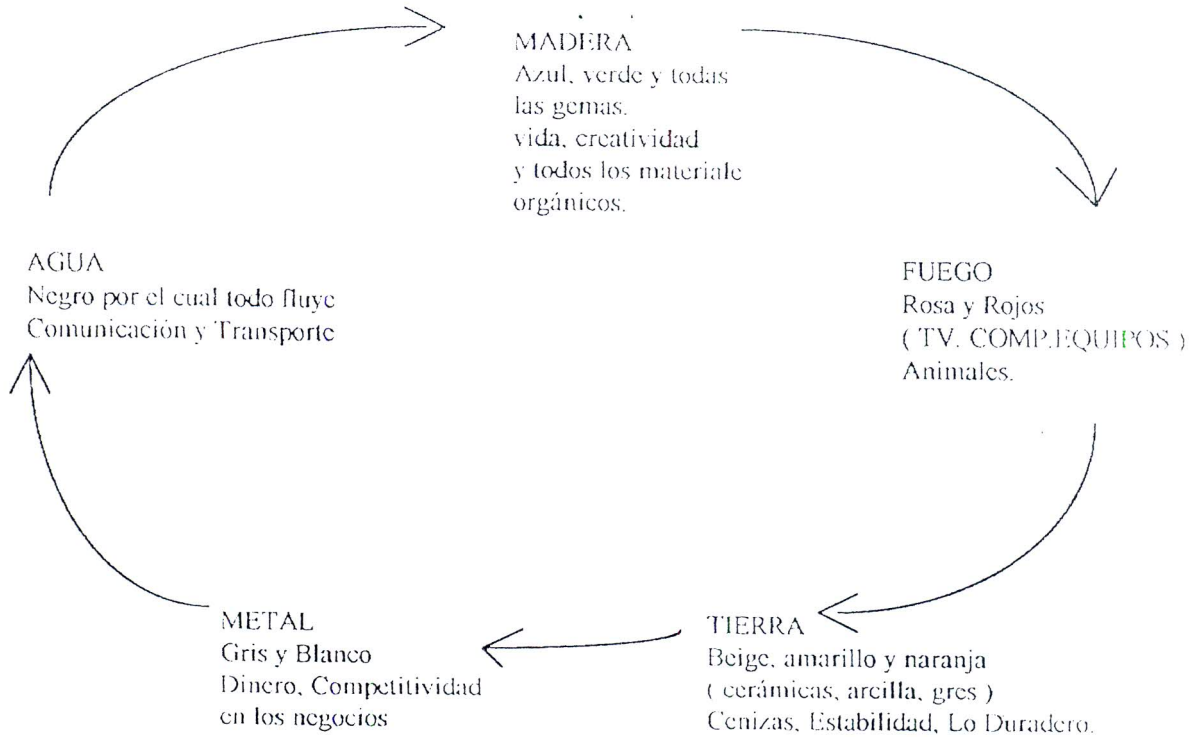 MADERA
Azul, verde y todas
las gemas.
vida, creatividad
y todos los materiale
orgánicos.
AGUA
Negro por el cual todo fluye
Comunicación y Transporte
FUEGO
Rosa y Rojos
( TV. COMP.EQUIPOS )
Animales.
METAL
Gris y Blanco
Dinero, Competitividad
en los negocios
TIERRA
Beige, amarillo y naranja
( cerámicas, arcilla, gres )
Cenizas, Estabilidad, Lo Duradero.